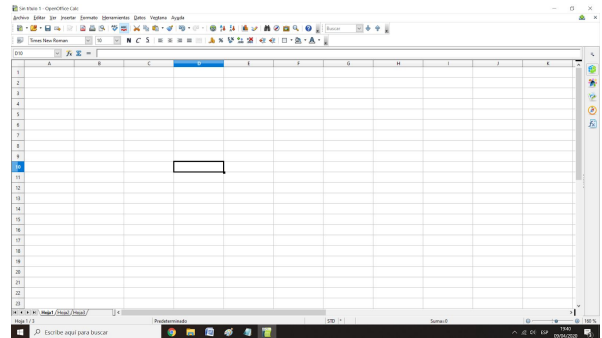 Sin título 1 - OpenOffice Calc
Archivo Editar Ver Insertar Formato Herramientas Datos Ventana Ayuda
Buscar
Times New Roman 10 N C S
D10
A B C D E F G H I J K
1
2
3
4
5
6
7
8
9
10
11
12
13
14
15
16
17
18
19
20
21
22
23
Hoja1 Hoja2 Hoja3
Hoja 1 / 3 Predeterminado STD Suma=0 160 %
Escribe aquí para buscar ESP 19:40
09/04/2020